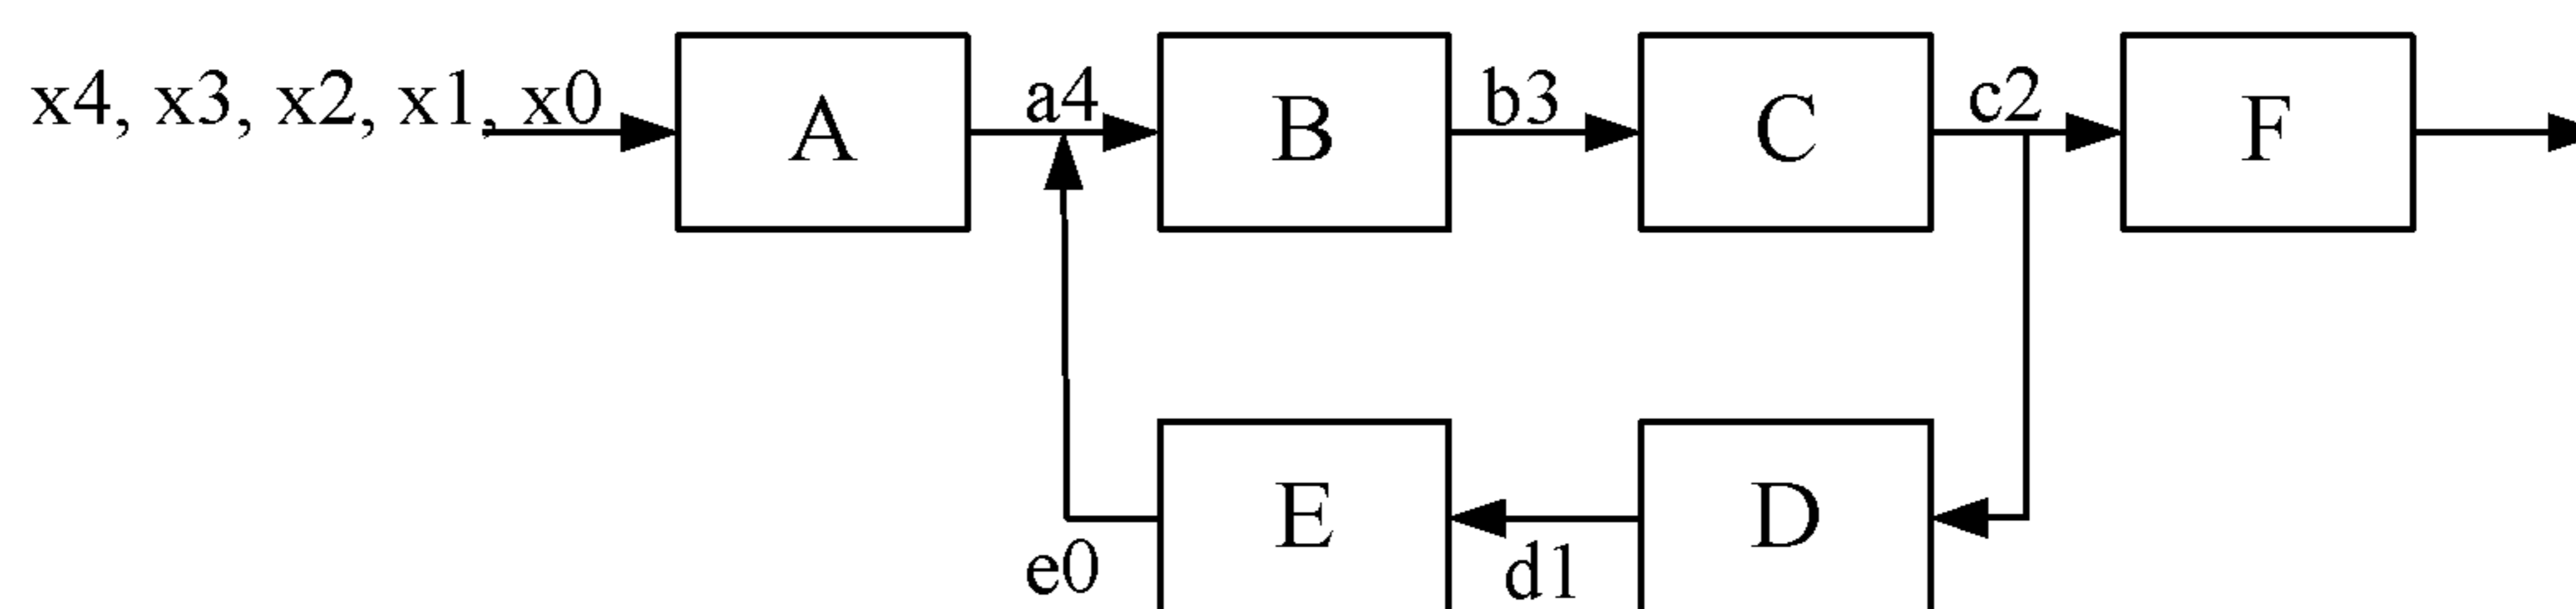 x4, x3, x2, x1, x0
A
a4
B
b3
C
c2
F
E
D
e0
d1